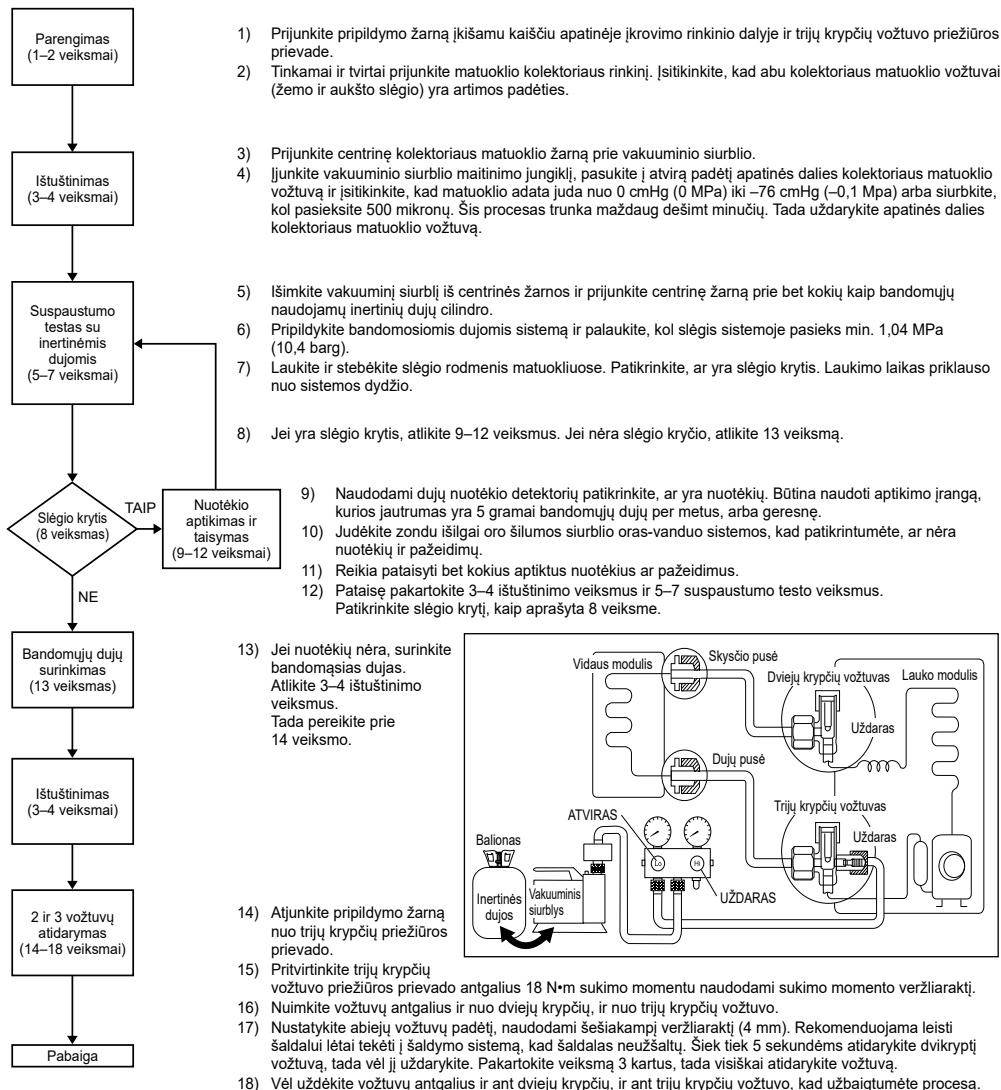 Parengimas
(1–2 veiksmai)
1) Prijunkite pripildymo žarną įkišamu kaiščiu apatinėje įkrovimo rinkinio dalyje ir trijų krypčių vožtuvo priežiūros
prievade.
2) Tinkamai ir tvirtai prijunkite matuoklio kolektoriaus rinkinį. Įsitikinkite, kad abu kolektoriaus matuoklio vožtuvai
(žemo ir aukšto slėgio) yra artimos padėties.
Ištuštinimas
(3–4 veiksmai)
3) Prijunkite centrinę kolektoriaus matuoklio žarną prie vakuuminio siurblio.
4) Įjunkite vakuuminio siurblio maitinimo jungiklį, pasukite į atvirą padėtį apatinės dalies kolektoriaus matuoklio
vožtuvą ir įsitikinkite, kad matuoklio adata juda nuo 0 cmHg (0 MPa) iki –76 cmHg (–0,1 Mpa) arba siurbkite,
kol pasieksite 500 mikronų. Šis procesas trunka maždaug dešimt minučių. Tada uždarykite apatinės dalies
kolektoriaus matuoklio vožtuvą.
Suspaustumo
testas su
inertinėmis
dujomis
(5–7 veiksmai)
5) Išimkite vakuuminį siurblį iš centrinės žarnos ir prijunkite centrinę žarną prie bet kokių kaip bandomųjų
naudojamų inertinių dujų cilindro.
6) Pripildykite bandomosiomis dujomis sistemą ir palaukite, kol slėgis sistemoje pasieks min. 1,04 MPa
(10,4 barg).
7) Laukite ir stebėkite slėgio rodmenis matuokliuose. Patikrinkite, ar yra slėgio krytis. Laukimo laikas priklauso
nuo sistemos dydžio.
8) Jei yra slėgio krytis, atlikite 9–12 veiksmus. Jei nėra slėgio kryčio, atlikite 13 veiksmą.
Slėgio krytis
(8 veiksmas)
TAIP
NE
Nuotėkio
aptikimas ir
taisymas
(9–12 veiksmai)
9) Naudodami dujų nuotėkio detektorių patikrinkite, ar yra nuotėkių. Būtina naudoti aptikimo įrangą,
kurios jautrumas yra 5 gramai bandomųjų dujų per metus, arba geresnę.
10) Judėkite zondu išilgai oro šilumos siurblio oras-vanduo sistemos, kad patikrintumėte, ar nėra
nuotėkių ir pažeidimų.
11) Reikia pataisyti bet kokius aptiktus nuotėkius ar pažeidimus.
12) Pataisę pakartokite 3–4 ištuštinimo veiksmus ir 5–7 suspaustumo testo veiksmus.
Patikrinkite slėgio krytį, kaip aprašyta 8 veiksme.
Bandomųjų dujų
surinkimas
(13 veiksmas)
13) Jei nuotėkių nėra, surinkite
bandomąsias dujas.
Atlikite 3–4 ištuštinimo
veiksmus.
Tada pereikite prie
14 veiksmo.
Vidaus modulis
Skysčio pusė
Dviejų krypčių vožtuvas
Lauko modulis
Uždaras
Dujų pusė
Trijų krypčių vožtuvas
Uždaras
ATVIRAS
Lo
Hi
UŽDARAS
Balionas
Inertinės
dujos
Vakuuminis
siurblys
Ištuštinimas
(3–4 veiksmai)
2 ir 3 vožtuvų
atidarymas
(14–18 veiksmai)
14) Atjunkite pripildymo žarną
nuo trijų krypčių priežiūros
prievado.
15) Pritvirtinkite trijų krypčių
vožtuvo priežiūros prievado antgalius 18 N•m sukimo momentu naudodami sukimo momento veržliaraktį.
16) Nuimkite vožtuvų antgalius ir nuo dviejų krypčių, ir nuo trijų krypčių vožtuvo.
17) Nustatykite abiejų vožtuvų padėtį, naudodami šešiakampį veržliaraktį (4 mm). Rekomenduojama leisti
šaldalui lėtai tekėti į šaldymo sistemą, kad šaldalas neužšaltų. Šiek tiek 5 sekundėms atidarykite dvikryptį
vožtuvą, tada vėl jį uždarykite. Pakartokite veiksmą 3 kartus, tada visiškai atidarykite vožtuvą.
18) Vėl uždėkite vožtuvų antgalius ir ant dviejų krypčių, ir ant trijų krypčių vožtuvo, kad užbaigtumėte procesą.
Pabaiga